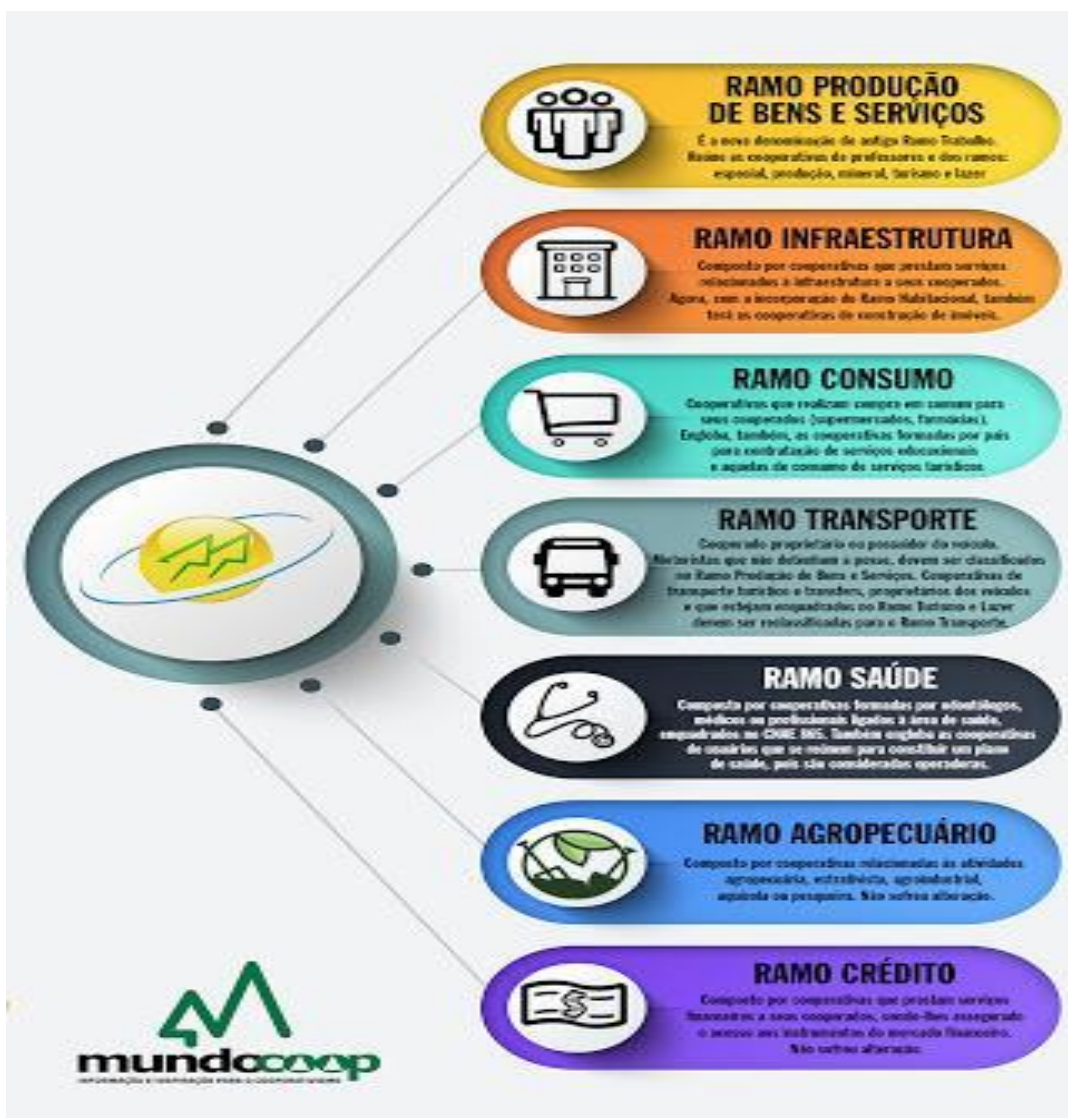 RAMO PRODUÇÃO
DE BENS E SERVIÇOS
É a nova denominação do antigo Ramo Trabalho.
Reúne as cooperativas de professores e dos ramos:
especial, produção, mineral, turismo e lazer
RAMO INFRAESTRUTURA
Composto por cooperativas que prestam serviços
relacionados à infraestrutura a seus cooperados.
Agora, com a incorporação do Ramo Habitacional, também
terá as cooperativas de construção de imóveis.
RAMO CONSUMO
Cooperativas que realizam compra em comum para
seus cooperados (supermercados, farmácias).
Engloba, também, as cooperativas formadas por pais
para contratação de serviços educacionais
e aquelas de consumo de serviços turísticos
RAMO TRANSPORTE
Cooperado proprietário ou possuidor do veículo.
Motoristas que não detenham a posse, devem ser classificados
no Ramo Produção de Bens e Serviços. Cooperativas de
transporte turístico e transfers, proprietários dos veículos
e que estejam enquadrados no Ramo Turismo e Lazer
devem ser reclassificadas para o Ramo Transporte.
RAMO SAÚDE
Composto por cooperativas formadas por odontólogos,
médicos ou profissionais ligados à área de saúde,
enquadrados no CNAE 865. Também engloba as cooperativas
de usuários que se reúnem para constituir um plano
de saúde, pois são consideradas operadoras.
RAMO AGROPECUÁRIO
Composto por cooperativas relacionadas às atividades
agropecuária, extrativista, agroindustrial,
aquícola ou pesqueira. Não sofreu alteração.
RAMO CRÉDITO
Composto por cooperativas que prestam serviços
financeiros a seus cooperados, sendo-lhes assegurado
o acesso aos instrumentos do mercado financeiro.
Não sofreu alteração.
mundocoop
INFORMAÇÃO E INSPIRAÇÃO PARA O COOPERATIVISMO